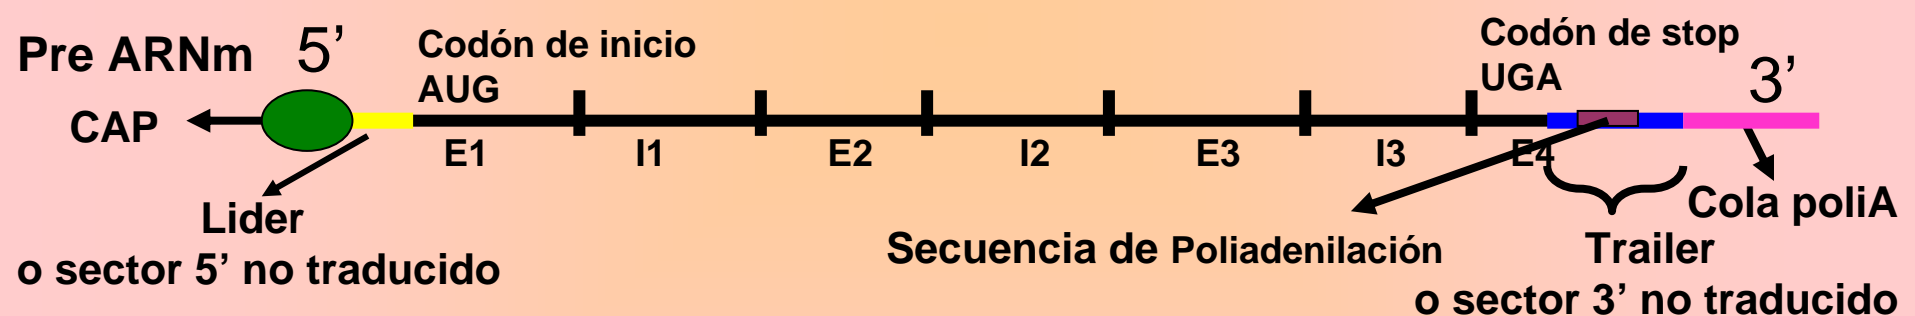 Pre ARNm 5’
Codón de inicio
AUG
Codón de stop
UGA
3’
CAP
E1 I1 E2 I2 E3 I3 E4
Lider
o sector 5’ no traducido
Secuencia de Poliadenilación
Cola poliA
Trailer
o sector 3’ no traducido